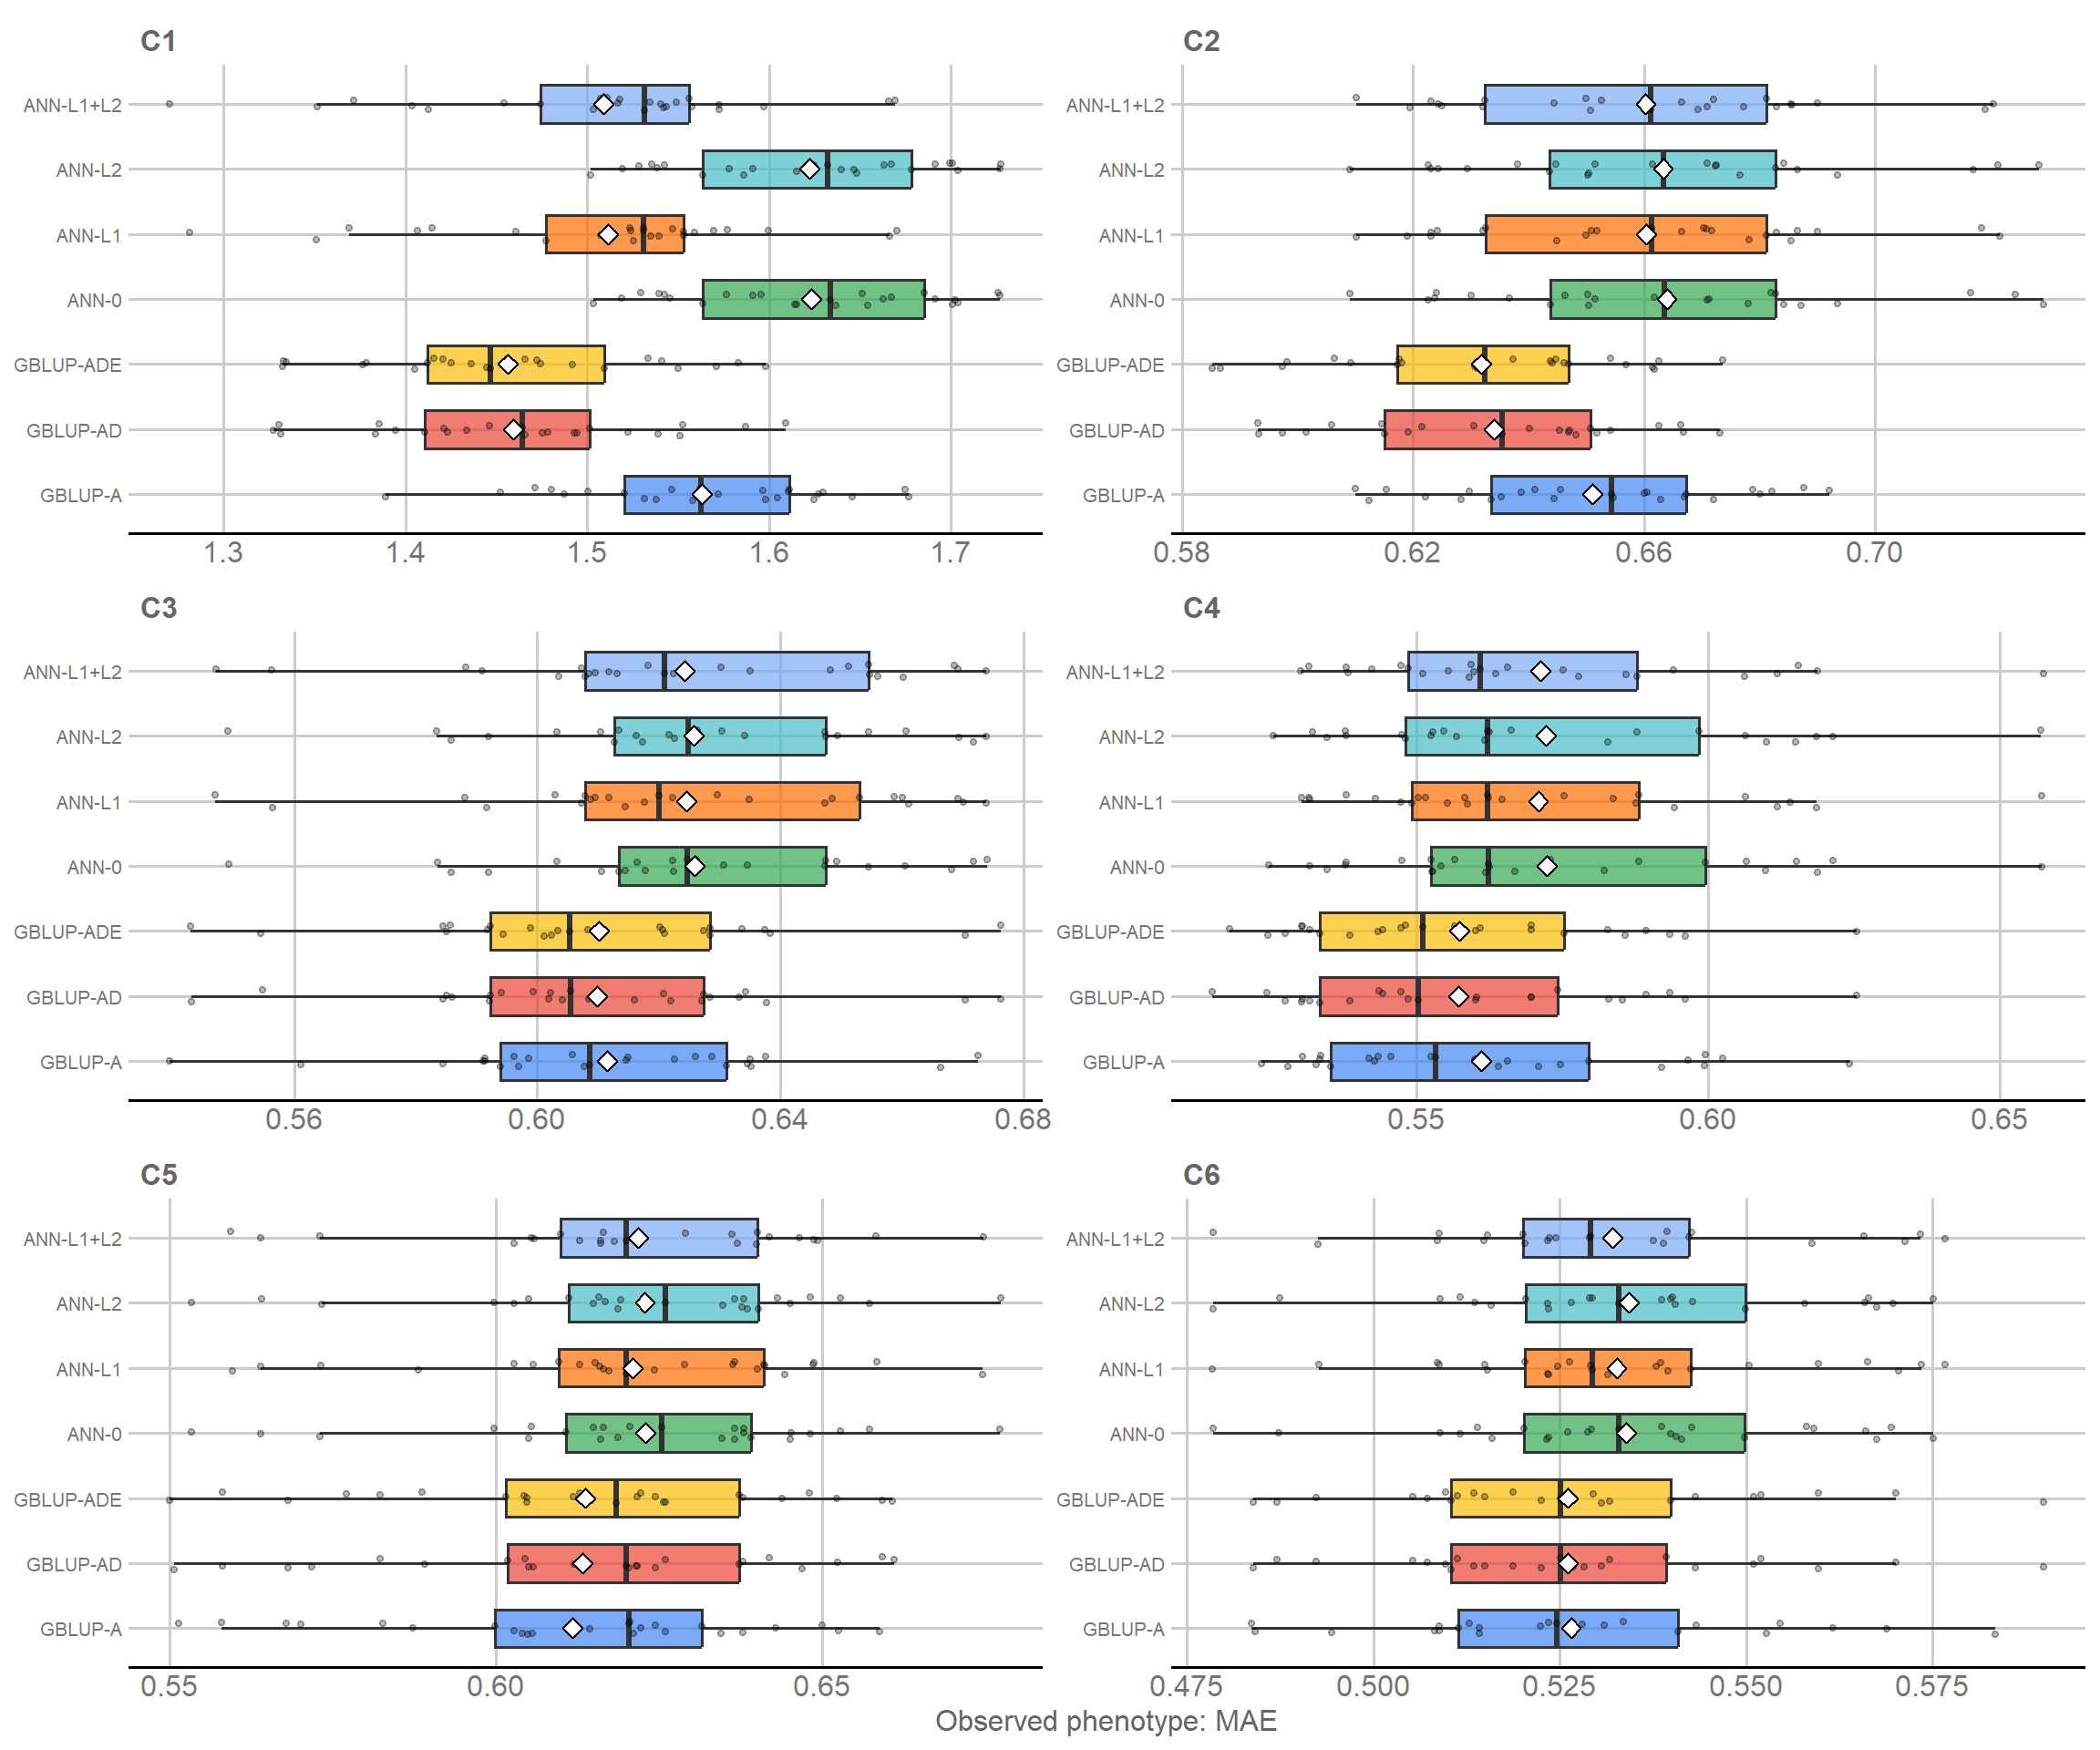 C1
ANN-L1+L2
ANN-L2
ANN-L1
ANN-0
GBLUP-ADE
GBLUP-AD
GBLUP-A
1.3 1.4 1.5 1.6 1.7
C2
ANN-L1+L2
ANN-L2
ANN-L1
ANN-0
GBLUP-ADE
GBLUP-AD
GBLUP-A
0.58 0.62 0.66 0.70
C3
ANN-L1+L2
ANN-L2
ANN-L1
ANN-0
GBLUP-ADE
GBLUP-AD
GBLUP-A
0.56 0.60 0.64 0.68
C4
ANN-L1+L2
ANN-L2
ANN-L1
ANN-0
GBLUP-ADE
GBLUP-AD
GBLUP-A
0.55 0.60 0.65
C5
ANN-L1+L2
ANN-L2
ANN-L1
ANN-0
GBLUP-ADE
GBLUP-AD
GBLUP-A
0.55 0.60 0.65
C6
ANN-L1+L2
ANN-L2
ANN-L1
ANN-0
GBLUP-ADE
GBLUP-AD
GBLUP-A
0.475 0.500 0.525 0.550 0.575
Observed phenotype: MAE